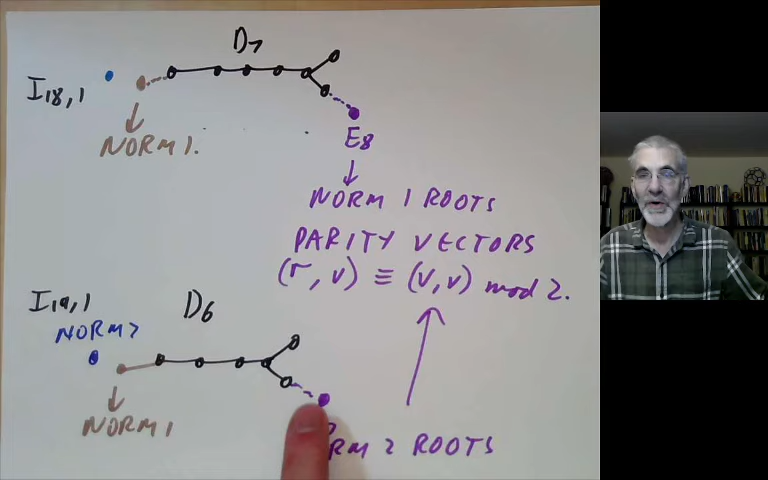 D7
I18,1
NORM 1.
E8
NORM 1 ROOTS
PARITY VECTORS
(r, v) ≡ (v, v) mod 2.
I19,1
D6
NORM 2
NORM 1
2 ROOTS